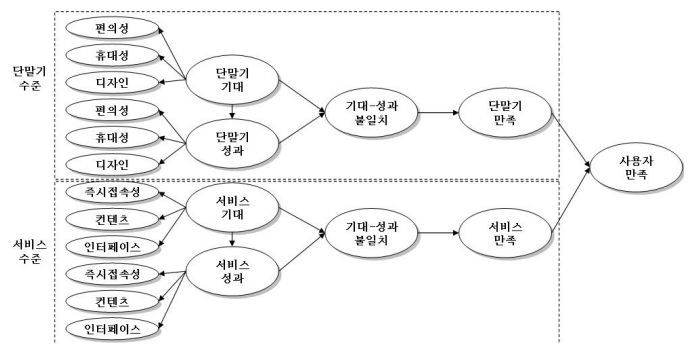 편의성
휴대성
디자인
편의성
휴대성
디자인
단말기
수준
단말기
기대
단말기
성과
기대-성과
불일치
단말기
만족
사용자
만족
즉시접속성
컨텐츠
인터페이스
즉시접속성
컨텐츠
인터페이스
서비스
수준
서비스
기대
서비스
성과
기대-성과
불일치
서비스
만족